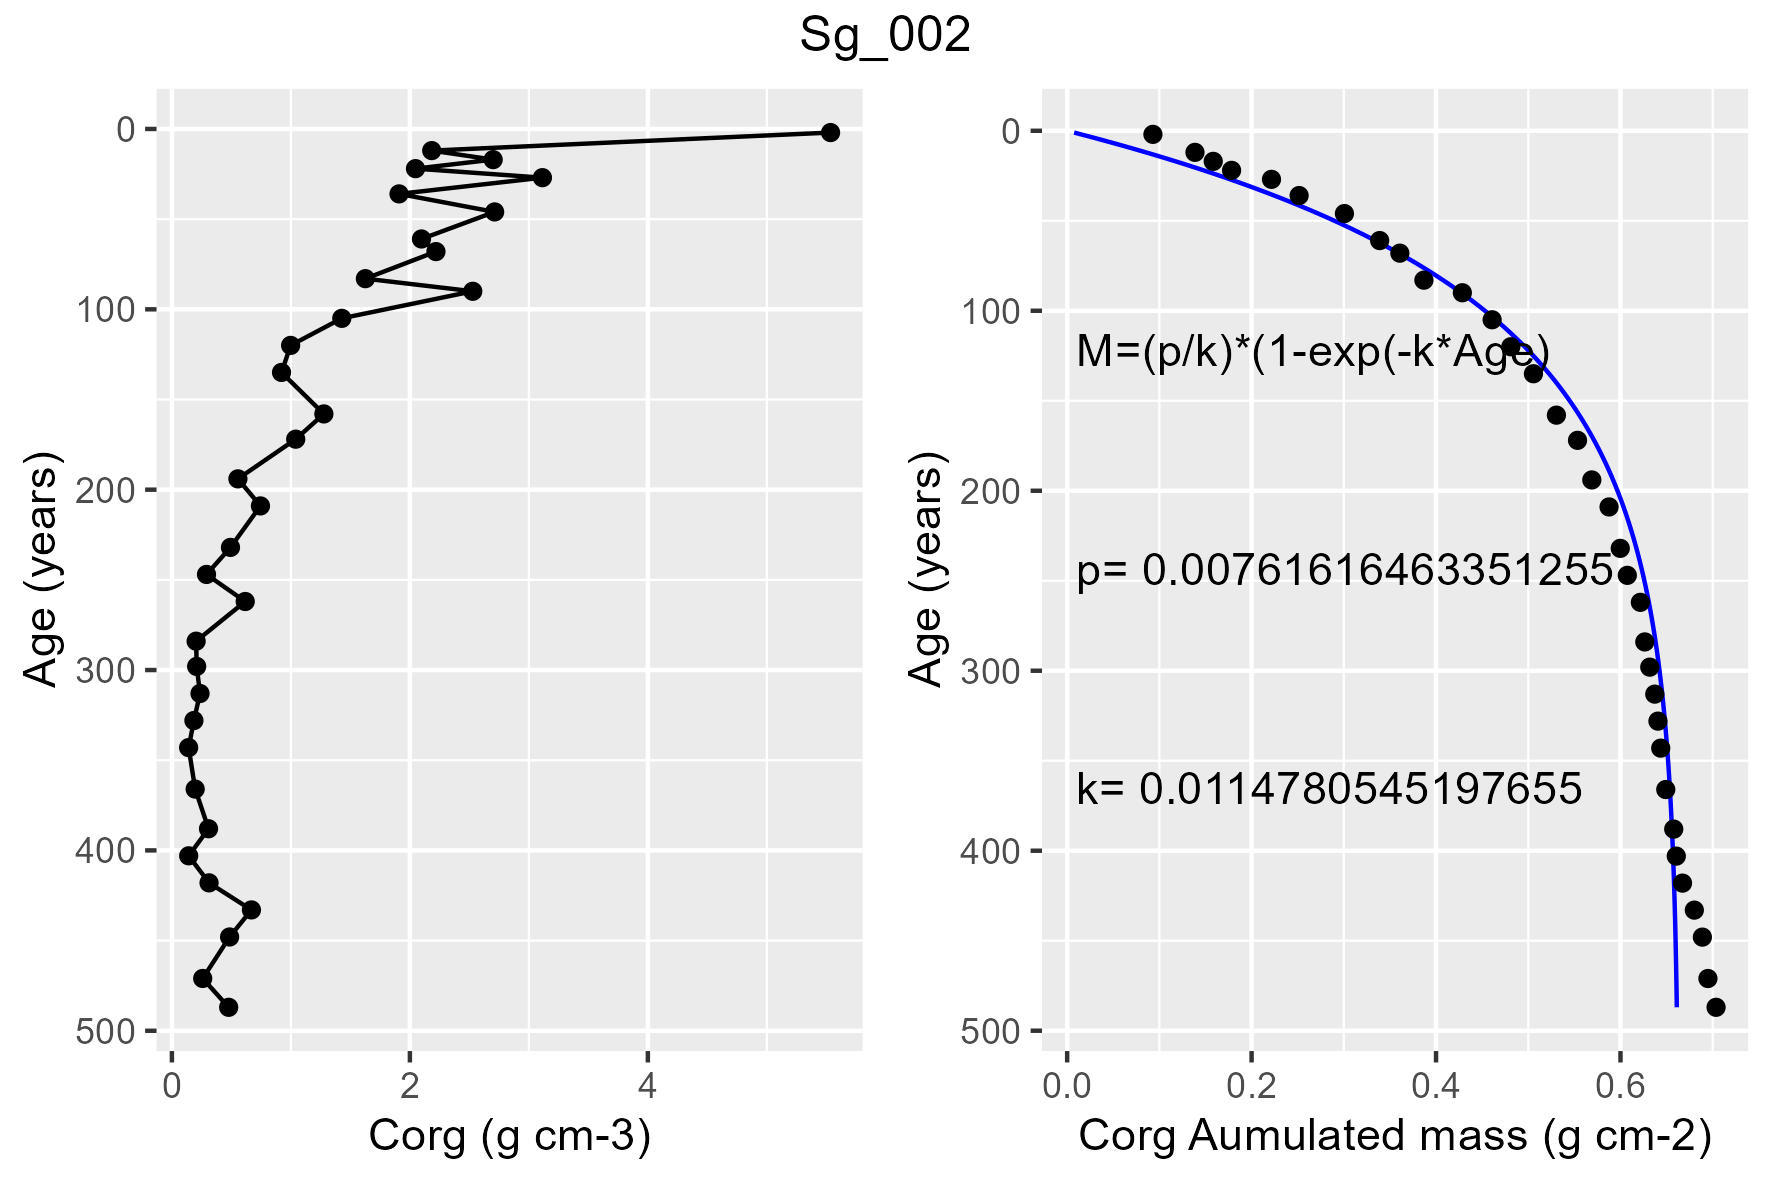 Sg_002
Age (years)
0
100
200
300
400
500
0
2
4
Corg (g cm-3)
Age (years)
0
100
200
300
400
500
M=(p/k)*(1-exp(-k*Age)
p= 0.00761616463351255
k= 0.0114780545197655
0.0
0.2
0.4
0.6
Corg Aumulated mass (g cm-2)